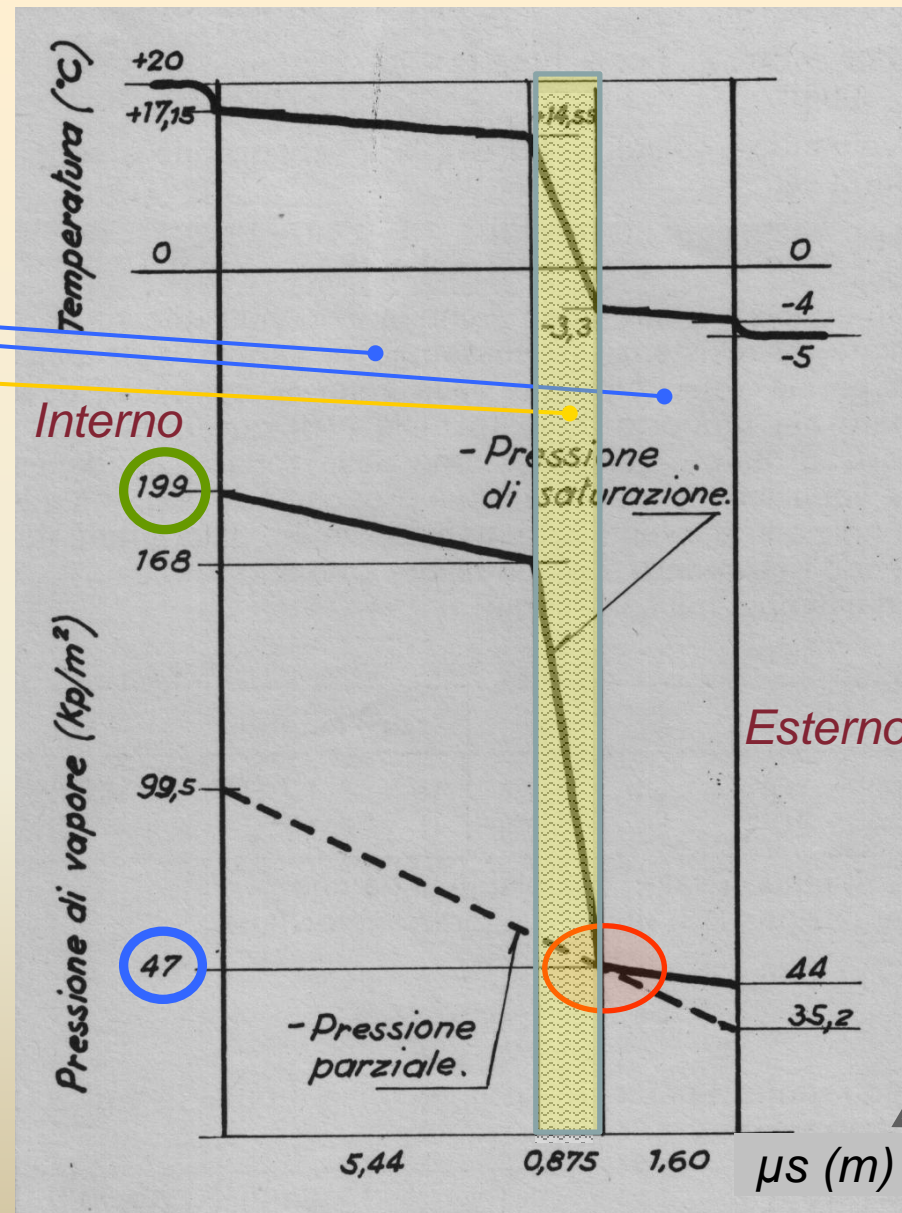 Temperatura (°C)
+20
+17,15
+14,55
0
0
-3,3
-4
-5
Interno
- Pressione
di saturazione.
199
168
Pressione di vapore (Kp/m²)
Esterno
99,5
47
44
35,2
- Pressione
parziale.
5,44 0,875 1,60
µs (m)